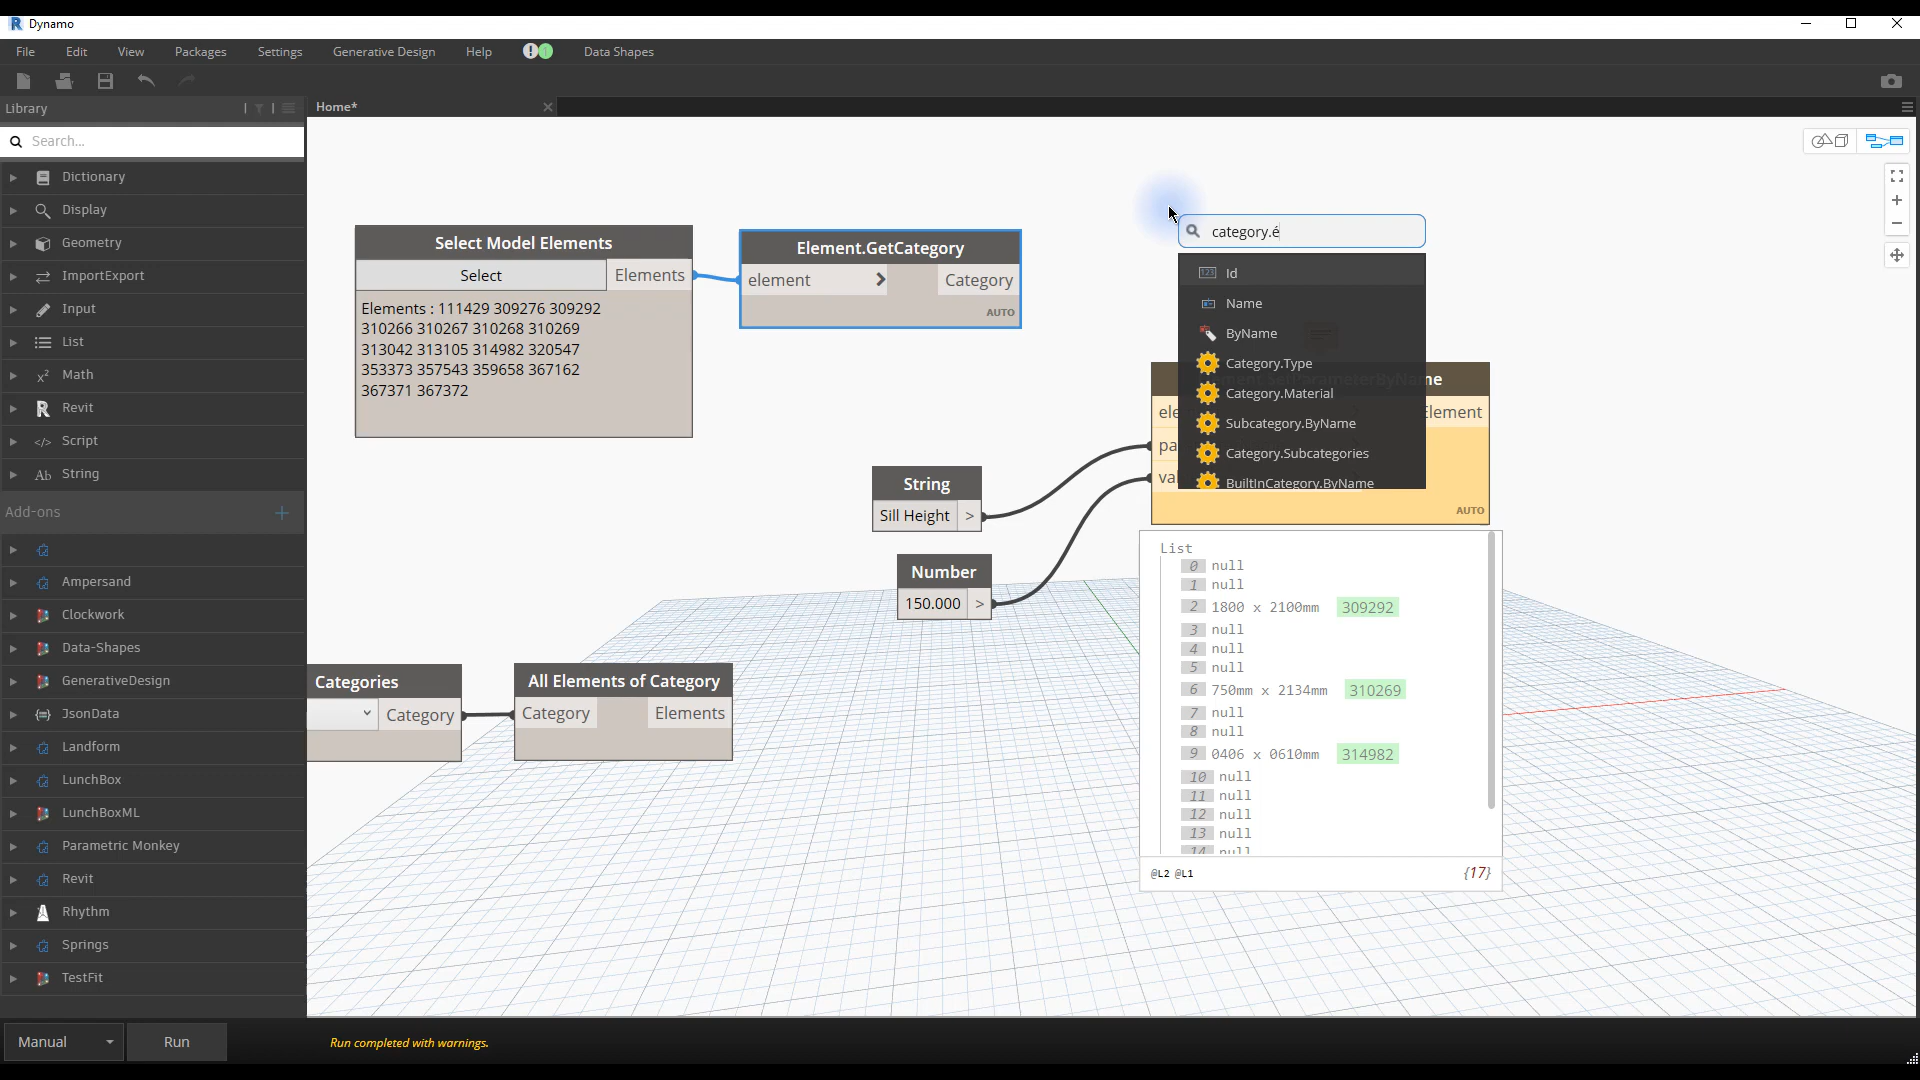 Dynamo
File Edit View Packages Settings Generative Design Help Data Shapes
Library
Home*
Search...
Dictionary
Display
Geometry
ImportExport
Input
List
Math
Revit
Script
String
Add-ons
Ampersand
Clockwork
Data-Shapes
GenerativeDesign
JsonData
Landform
LunchBox
LunchBoxML
Parametric Monkey
Revit
Rhythm
Springs
TestFit
Select Model Elements
Select Elements
Elements : 111429 309276 309292
310266 310267 310268 310269
313042 313105 314982 320547
353373 357543 359658 367162
367371 367372
Element.GetCategory
element Category
AUTO
category.é
Id
Name
ByName
Category.Type
Category.Material
Subcategory.ByName
Category.Subcategories
BuiltInCategory.ByName
AUTO
String
Sill Height >
Number
150.000 >
Categories
Category
All Elements of Category
Category Elements
List
0 null
1 null
2 1800 x 2100mm 309292
3 null
4 null
5 null
6 750mm x 2134mm 310269
7 null
8 null
9 0406 x 0610mm 314982
10 null
11 null
12 null
13 null
14 null
@L2 @L1 {17}
Manual Run Run completed with warnings.